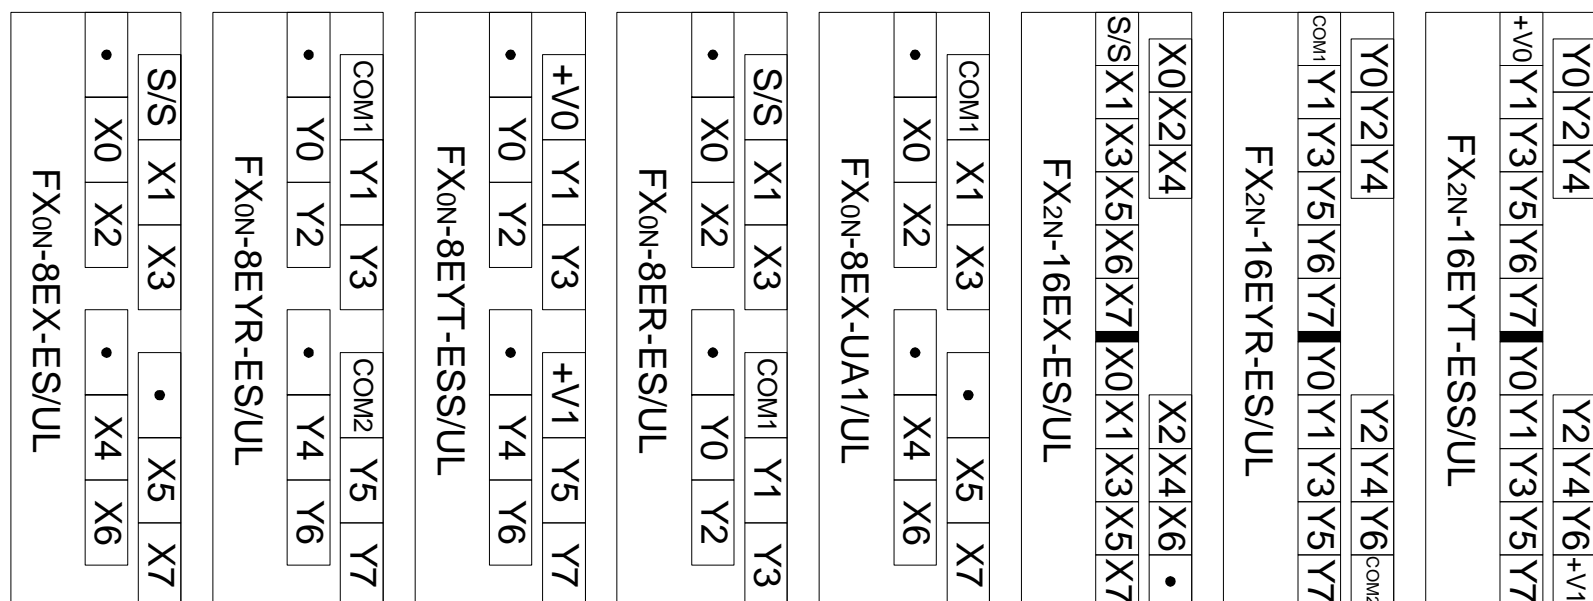 Y0 Y2 Y4 Y2 Y4 Y6 +V1
+V0 Y1 Y3 Y5 Y6 Y7 Y0 Y1 Y3 Y5 Y7
FX2N-16EYT-ESS/UL
Y0 Y2 Y4 Y2 Y4 Y6 COM2
COM1 Y1 Y3 Y5 Y6 Y7 Y0 Y1 Y3 Y5 Y7
FX2N-16EYR-ES/UL
X0 X2 X4 X2 X4 X6 •
S/S X1 X3 X5 X6 X7 X0 X1 X3 X5 X7
FX2N-16EX-ES/UL
COM1 X1 X3 • X5 X7
• X0 X2 • X4 X6
FX0N-8EX-UA1/UL
S/S X1 X3 COM1 Y1 Y3
• X0 X2 • Y0 Y2
FX0N-8ER-ES/UL
+V0 Y1 Y3 +V1 Y5 Y7
• Y0 Y2 • Y4 Y6
FX0N-8EYT-ESS/UL
COM1 Y1 Y3 COM2 Y5 Y7
• Y0 Y2 • Y4 Y6
FX0N-8EYR-ES/UL
S/S X1 X3 • X5 X7
• X0 X2 • X4 X6
FX0N-8EX-ES/UL